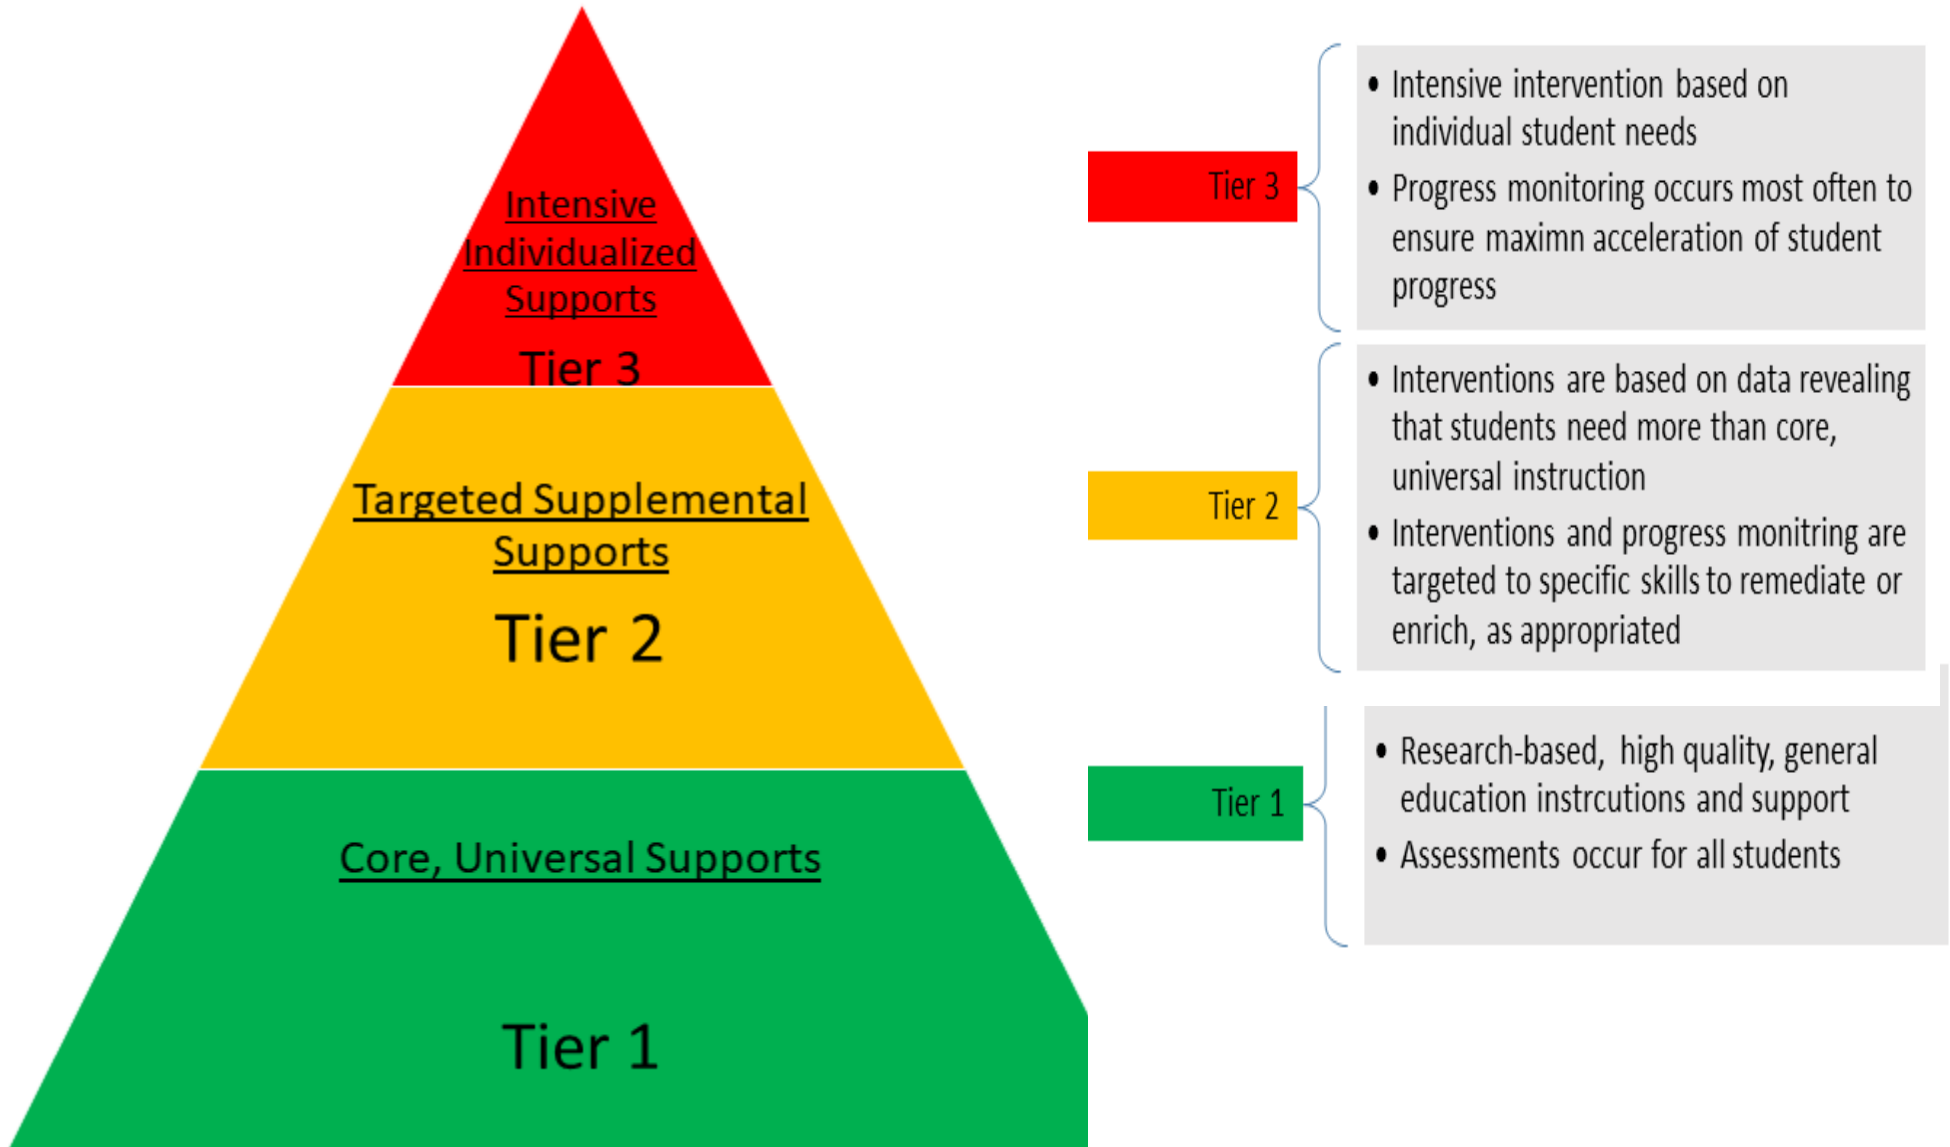 Intensive
Individualized
Supports
Tier 3
Targeted Supplemental
Supports
Tier 2
Core, Universal Supports
Tier 1
Tier 3
• Intensive intervention based on
individual student needs
• Progress monitoring occurs most often to
ensure maximn acceleration of student
progress
Tier 2
• Interventions are based on data revealing
that students need more than core,
universal instruction
• Interventions and progress monitring are
targeted to specific skills to remediate or
enrich, as appropriated
Tier 1
• Research-based, high quality, general
education instrcutions and support
• Assessments occur for all students